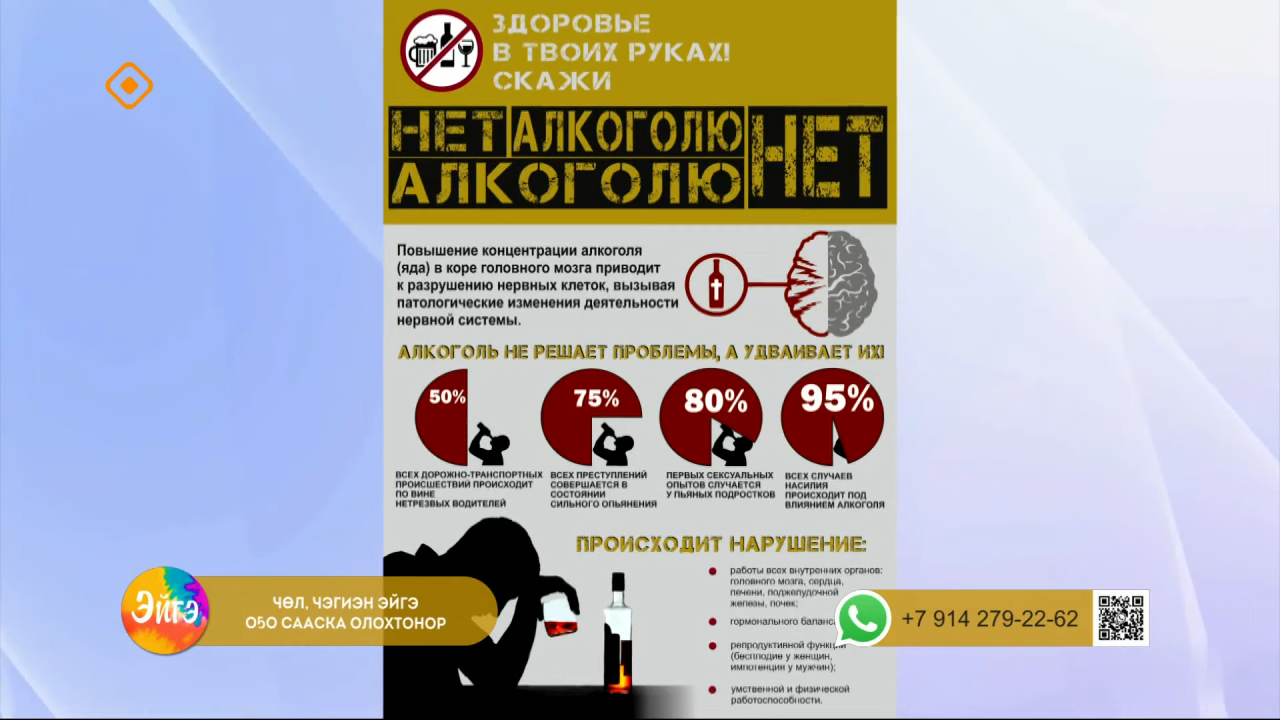 ЗДОРОВЬЕ
В ТВОИХ РУКАХ!
СКАЖИ
НЕТ АЛКОГОЛЮ
АЛКОГОЛЮ НЕТ
Повышение концентрации алкоголя
(яда) в коре головного мозга приводит
к разрушению нервных клеток, вызывая
патологические изменения деятельности
нервной системы.
АЛКОГОЛЬ НЕ РЕШАЕТ ПРОБЛЕМЫ, А УДВАИВАЕТ ИХ!
50%
ВСЕХ ДОРОЖНО-ТРАНСПОРТНЫХ
ПРОИСШЕСТВИЙ ПРОИСХОДИТ
ПО ВИНЕ
НЕТРЕЗВЫХ ВОДИТЕЛЕЙ
75%
ВСЕХ ПРЕСТУПЛЕНИЙ
СОВЕРШАЕТСЯ В
СОСТОЯНИИ
СИЛЬНОГО ОПЬЯНЕНИЯ
80%
ПЕРВЫХ СЕКСУАЛЬНЫХ
ОПЫТОВ СЛУЧАЕТСЯ
У ПЬЯНЫХ ПОДРОСТКОВ
95%
ВСЕХ СЛУЧАЕВ
НАСИЛИЯ
ПРОИСХОДИТ ПОД
ВЛИЯНИЕМ АЛКОГОЛЯ
ПРОИСХОДИТ НАРУШЕНИЕ:
работы всех внутренних органов:
головного мозга, сердца,
печени, поджелудочной
железы, почек;
гормонального баланса
репродуктивной функции
(бесплодие у женщин,
импотенция у мужчин);
умственной и физической
работоспособности.
Эйгэ
ЧӨЛ, ЧЭГИЭН ЭЙГЭ
ОҔО СААСКА ОЛОХТОНОР
+7 914 279-22-62